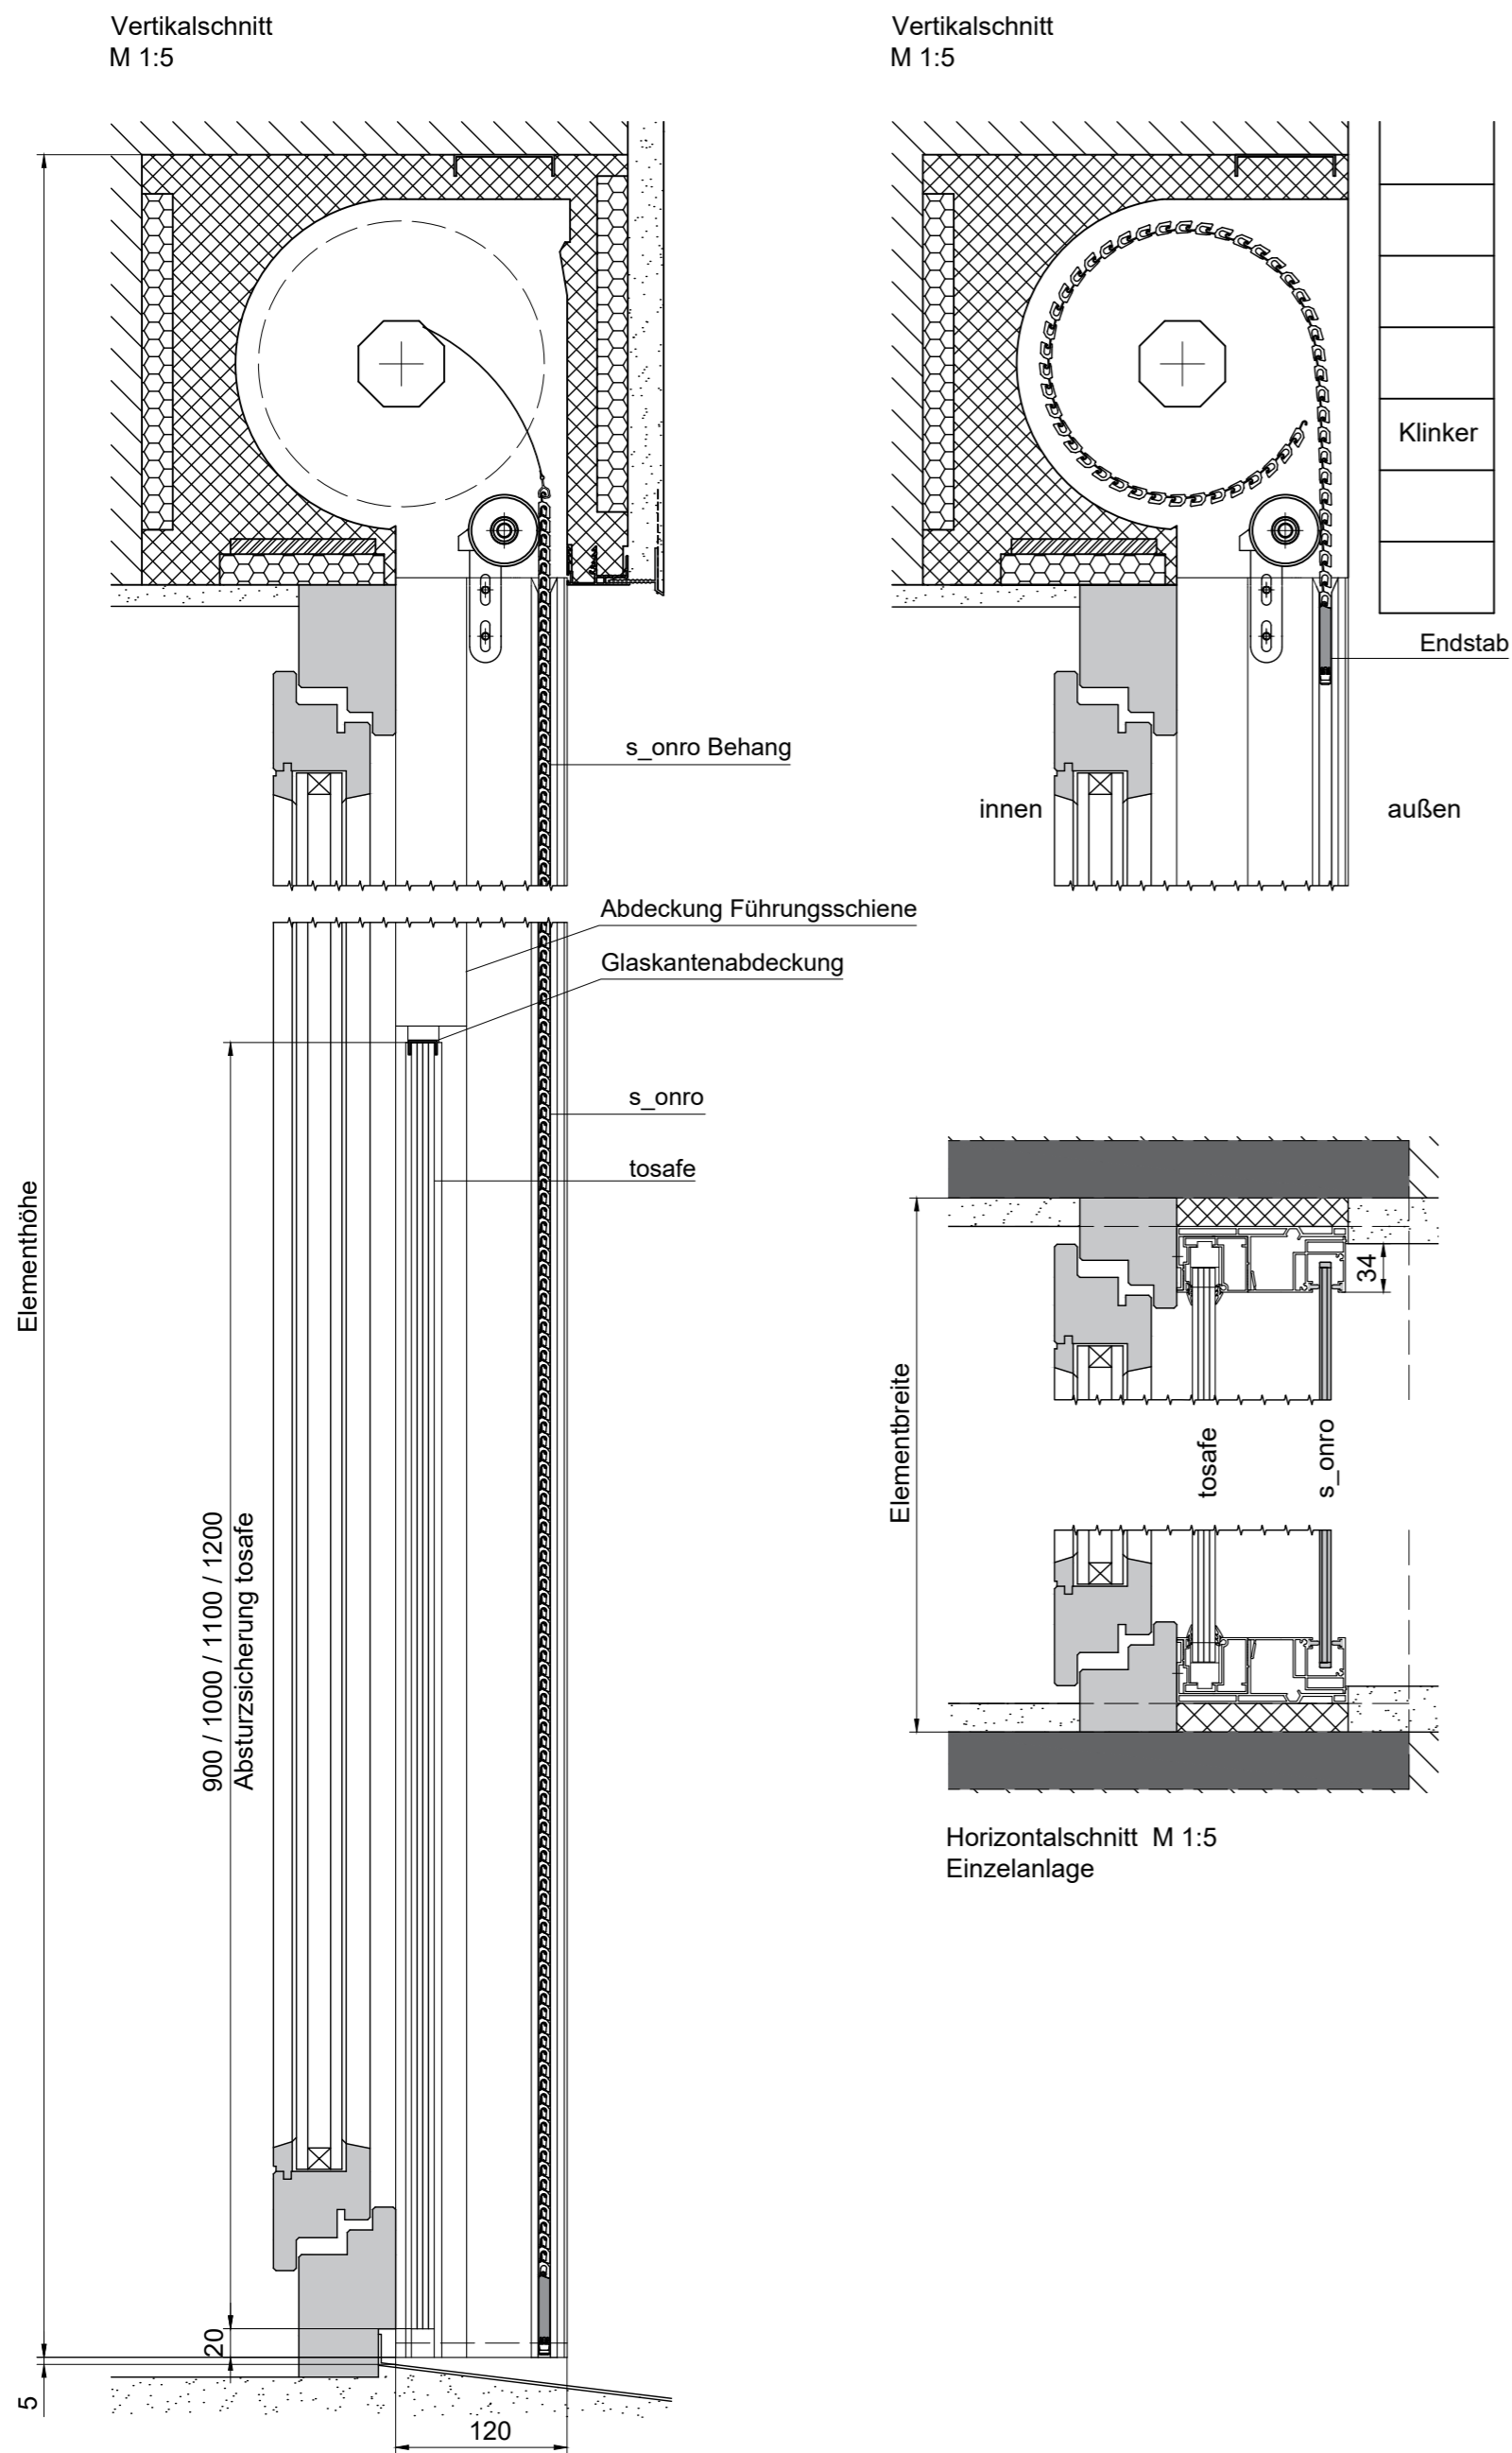 Vertikalschnitt
M 1:5
Vertikalschnitt
M 1:5
Klinker
Endstab
s_onro Behang
innen
außen
Abdeckung Führungsschiene
Glaskantenabdeckung
s_onro
tosafe
Elementhöhe
900 / 1000 / 1100 / 1200
Absturzsicherung tosafe
20
5
120
34
Elementbreite
tosafe
s_onro
Horizontalschnitt M 1:5
Einzelanlage